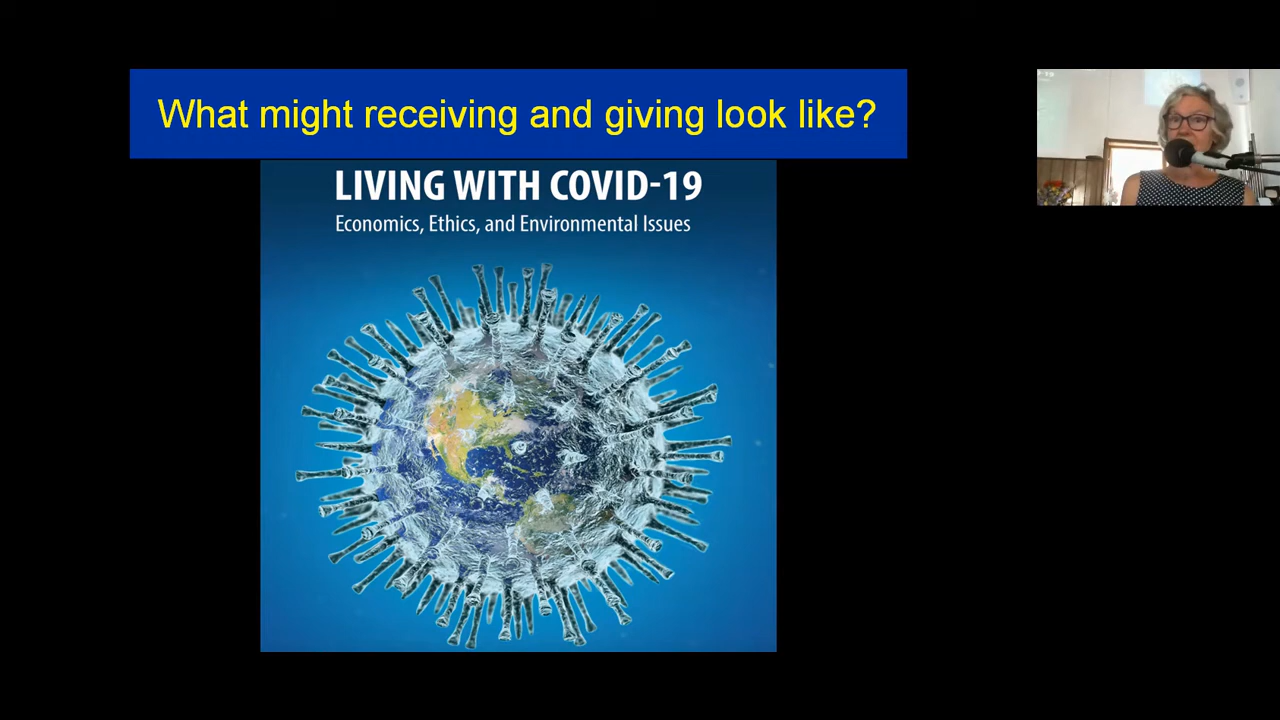 What might receiving and giving look like?
LIVING WITH COVID-19
Economics, Ethics, and Environmental Issues